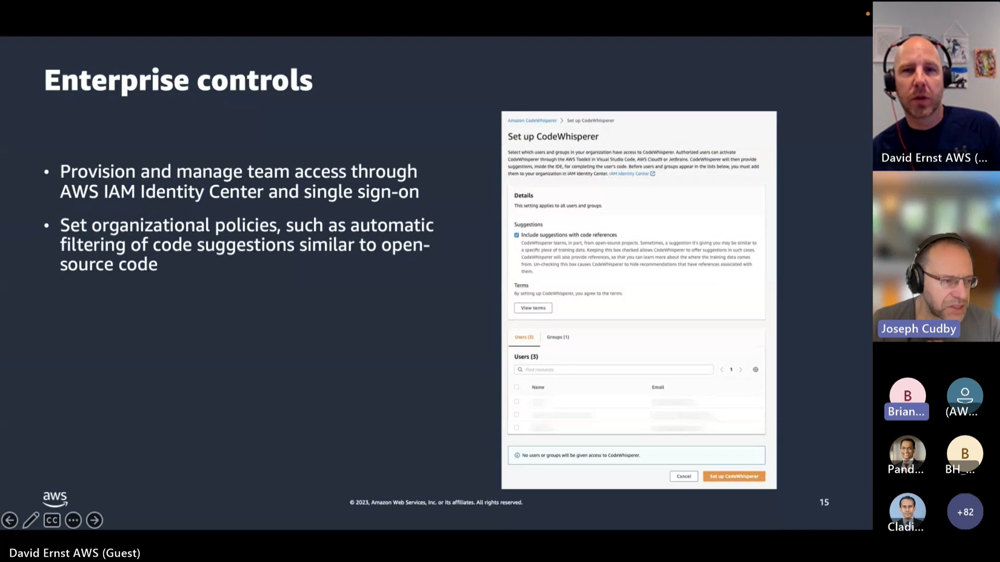 Enterprise controls
• Provision and manage team access through
AWS IAM Identity Center and single sign-on
• Set organizational policies, such as automatic
filtering of code suggestions similar to open-
source code
Amazon CodeWhisperer > Set up CodeWhisperer
Set up CodeWhisperer
Select which users and groups in your organization have access to CodeWhisperer. Authorized users can activate
CodeWhisperer through the AWS Toolkit in Visual Studio Code, AWS Cloud9 or JetBrains. CodeWhisperer will then provide
suggestions, inside the IDE, for completing the user's code. Before users and groups appear in the lists below, you must add
them to your organization in IAM Identity Center. IAM Identity Center
Details
This setting applies to all users and groups.
Suggestions
Include suggestions with code references
CodeWhisperer learns, in part, from open-source projects. Sometimes, a suggestion it's giving you may be similar to
a specific piece of training data. Keeping this box checked allows CodeWhisperer to offer suggestions in such cases.
CodeWhisperer will also provide references, so that you can learn more about the where the training data comes
from. Un-checking this box causes CodeWhisperer to hide recommendations that have references associated with
them.
Terms
By setting up CodeWhisperer, you agree to the terms.
View terms
Users (3) Groups (1)
Users (3)
Find resources
< 1 >
Name Email
No users or groups will be given access to CodeWhisperer.
Cancel Set up CodeWhisperer
aws
© 2023, Amazon Web Services, Inc. or its affiliates. All rights reserved.
15
CC
David Ernst AWS (Guest)
David Ernst AWS (...
Joseph Cudby
B
Brian...
(AW...
Pand...
B
BH_...
Cladi...
+82